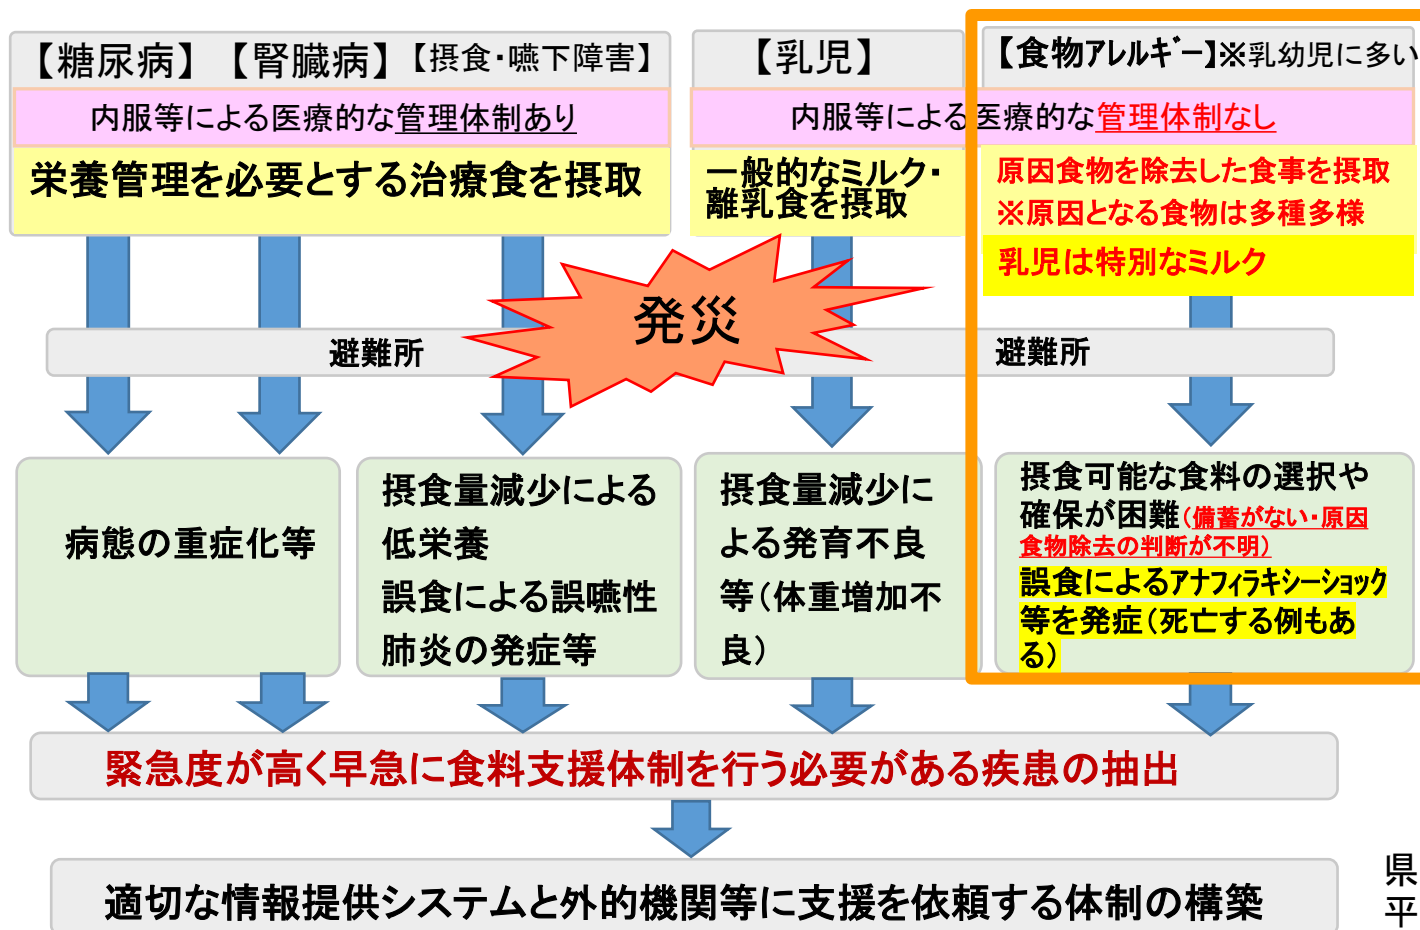 【糖尿病】【腎臓病】【摂食・嚥下障害】
内服等による医療的な管理体制あり
栄養管理を必要とする治療食を摂取
【乳児】
【食物アレルギー】※乳幼児に多い
内服等による医療的な管理体制なし
一般的なミルク・
離乳食を摂取
原因食物を除去した食事を摂取
※原因となる食物は多種多様
乳児は特別なミルク
発災
避難所
避難所
病態の重症化等
摂食量減少による
低栄養
誤食による誤嚥性
肺炎の発症等
摂食量減少に
よる発育不良
等（体重増加不
良）
摂食可能な食料の選択や
確保が困難（備蓄がない・原因
食物除去の判断が不明）
誤食によるアナフィラキシーショック
等を発症（死亡する例もあ
る）
緊急度が高く早急に食料支援体制を行う必要がある疾患の抽出
適切な情報提供システムと外的機関等に支援を依頼する体制の構築
県
平